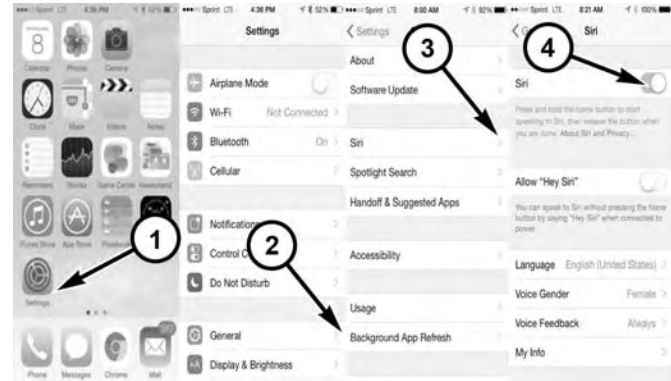 Sprint LTE 4:36 PM
8
Calendar Photos Camera
Clock Maps Videos Notes
Reminders Stocks Game Center Newsstand
iTunes Store App Store Passbook
1
Settings
Phone Messages Chrome Mail
Sprint LTE 4:36 PM 52%
Settings
Airplane Mode
Wi-Fi Not Connected
Bluetooth On
Cellular
Notifications
Control C
2
Do Not Disturb
General
Display & Brightness
Sprint LTE 8:00 AM 92%
Settings
3
About
Software Update
Siri
Spotlight Search
Handoff & Suggested Apps
Accessibility
Usage
Background App Refresh
Sprint LTE 8:21 AM 100%
G Siri
4
Siri
Press and hold the home button to start
speaking to Siri, then release the button when
you are done. About Siri and Privacy...
Allow "Hey Siri"
You can speak to Siri without pressing the home
button by saying "Hey Siri" when connected to
power.
Language English (United States)
Voice Gender Female
Voice Feedback Always
My Info